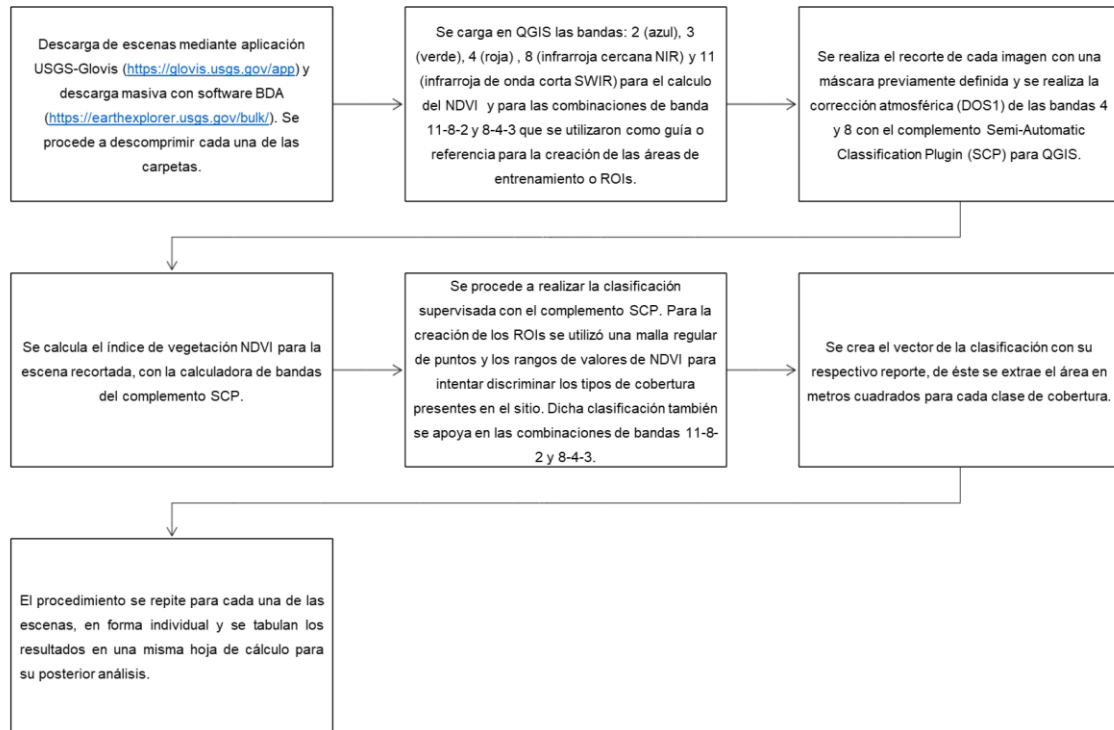 Descarga de escenas mediante aplicación
USGS-Glovis (https://glovis.usgs.gov/app) y
descarga masiva con software BDA
(https://earthexplorer.usgs.gov/bulk/). Se
procede a descomprimir cada una de las
carpetas.
Se carga en QGIS las bandas: 2 (azul), 3
(verde), 4 (roja) , 8 (infrarroja cercana NIR) y 11
(infrarroja de onda corta SWIR) para el calculo
del NDVI y para las combinaciones de banda
11-8-2 y 8-4-3 que se utilizaron como guía o
referencia para la creación de las áreas de
entrenamiento o ROIs.
Se realiza el recorte de cada imagen con una
máscara previamente definida y se realiza la
corrección atmosférica (DOS1) de las bandas 4
y 8 con el complemento Semi-Automatic
Classification Plugin (SCP) para QGIS.
Se calcula el índice de vegetación NDVI para la
escena recortada, con la calculadora de bandas
del complemento SCP.
Se procede a realizar la clasificación
supervisada con el complemento SCP. Para la
creación de los ROIs se utilizó una malla regular
de puntos y los rangos de valores de NDVI para
intentar discriminar los tipos de cobertura
presentes en el sitio. Dicha clasificación también
se apoya en las combinaciones de bandas 11-8-
2 y 8-4-3.
Se crea el vector de la clasificación con su
respectivo reporte, de éste se extrae el área en
metros cuadrados para cada clase de cobertura.
El procedimiento se repite para cada una de las
escenas, en forma individual y se tabulan los
resultados en una misma hoja de cálculo para
su posterior análisis.